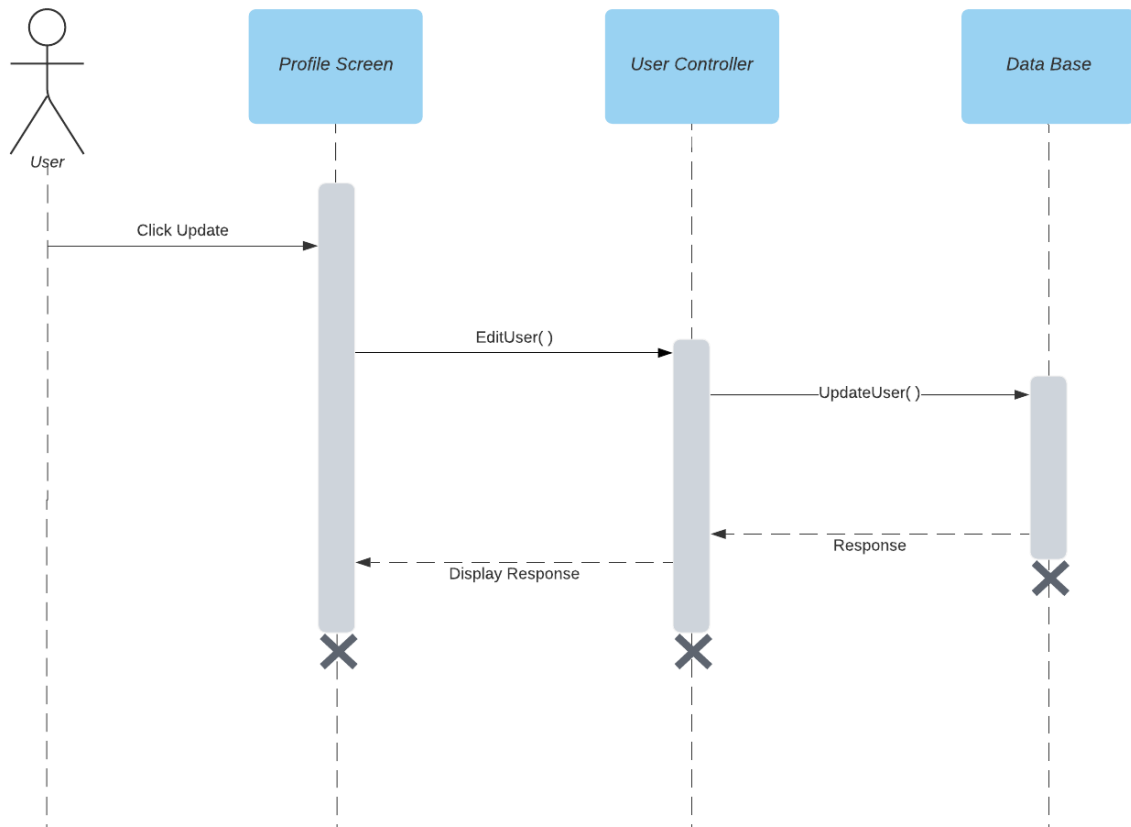 Profile Screen
User Controller
Data Base
User
Click Update
EditUser( )
UpdateUser( )
Response
Display Response